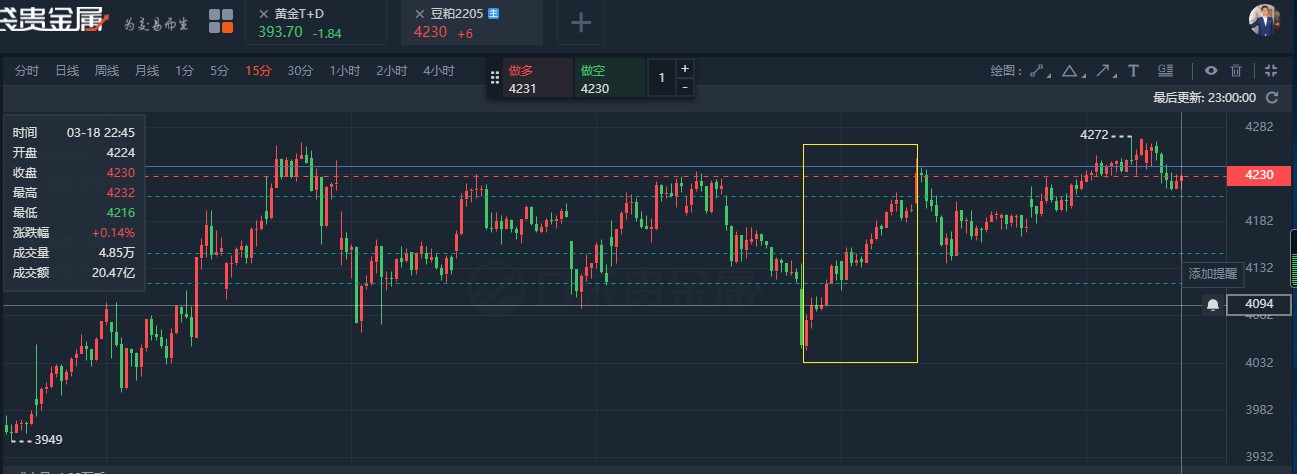 贵金属 为交易而生
黄金T+D
393.70 -1.84
豆粕2205 主
4230 +6
分时 日线 周线 月线 1分 5分 15分 30分 1小时 2小时 4小时
做多
4231
做空
4230
1
+
-
绘图: T
最后更新: 23:00:00
时间 03-18 22:45
开盘 4224
收盘 4230
最高 4232
最低 4216
涨跌幅 +0.14%
成交量 4.85万
成交额 20.47亿
4272
3949
4282
4230
4182
4132
添加提醒
4094
4082
4032
3982
3932